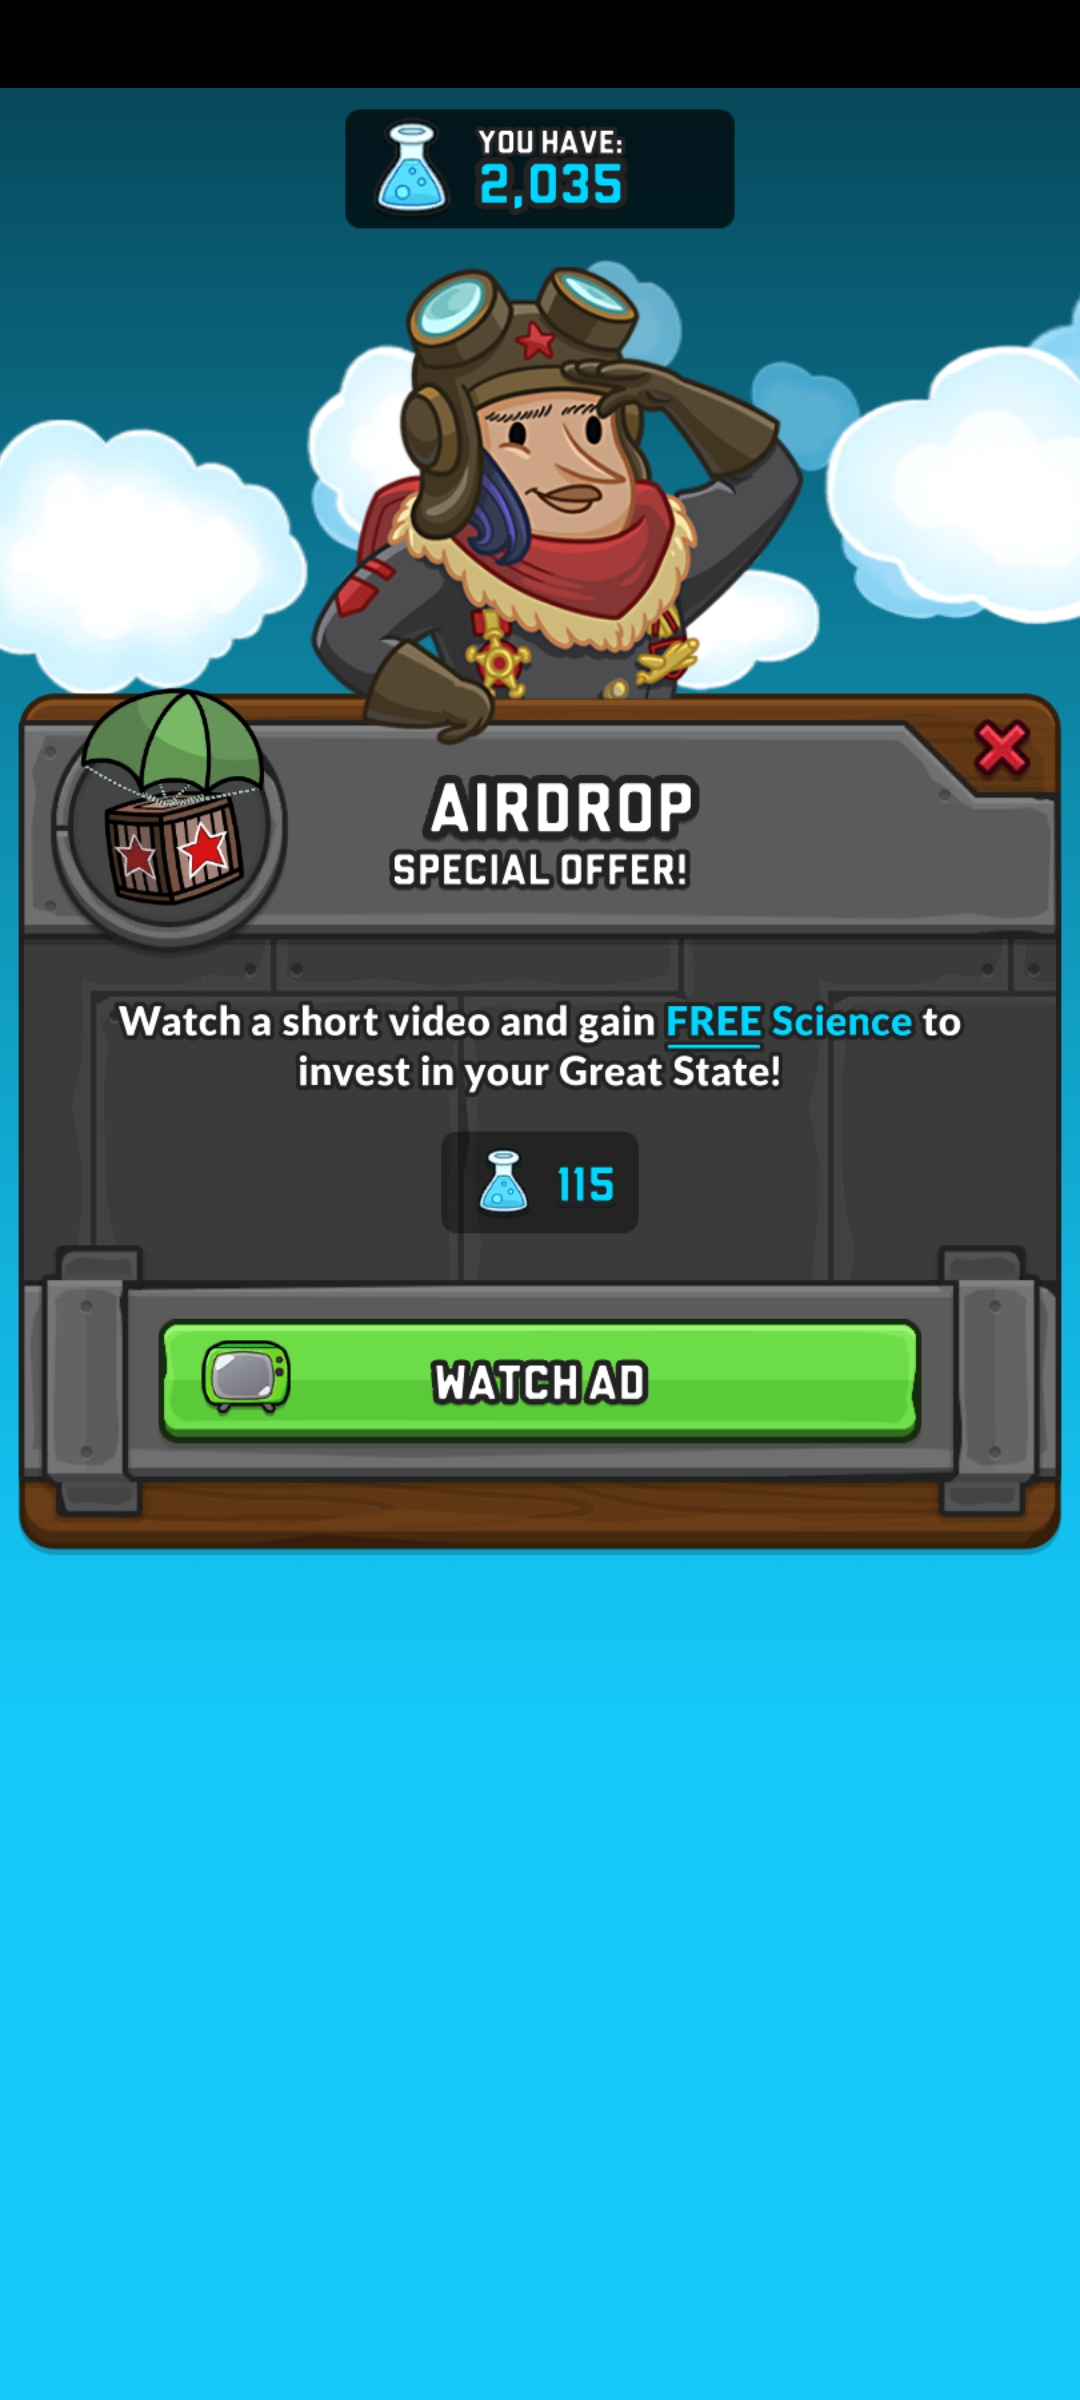 YOU HAVE:
2,035
AIRDROP
SPECIAL OFFER!
Watch a short video and gain FREE Science to
invest in your Great State!
115
WATCH AD